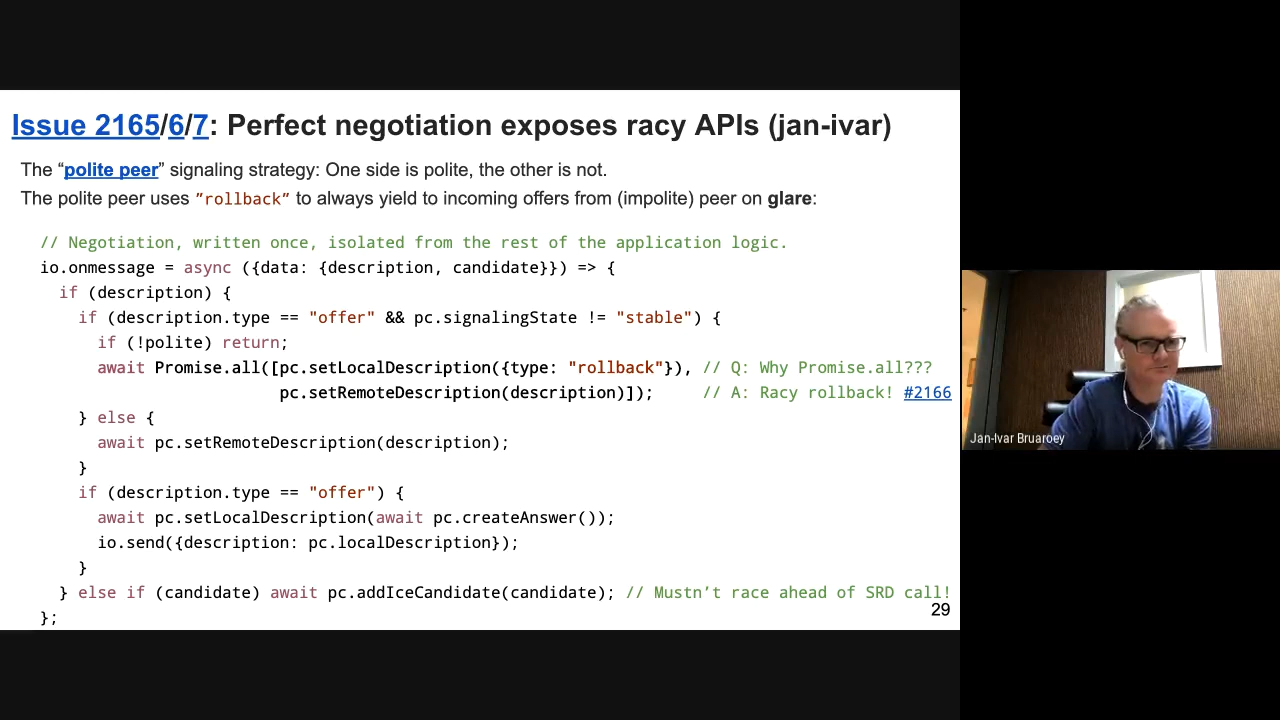 Issue 2165/6/7: Perfect negotiation exposes racy APIs (jan-ivar)
The “polite peer” signaling strategy: One side is polite, the other is not.
The polite peer uses ”rollback” to always yield to incoming offers from (impolite) peer on glare:
// Negotiation, written once, isolated from the rest of the application logic.
io.onmessage = async ({data: {description, candidate}}) => {
  if (description) {
    if (description.type == "offer" && pc.signalingState != "stable") {
      if (!polite) return;
      await Promise.all([pc.setLocalDescription({type: "rollback"}), // Q: Why Promise.all???
                         pc.setRemoteDescription(description)]);     // A: Racy rollback! #2166
    } else {
      await pc.setRemoteDescription(description);
    }
    if (description.type == "offer") {
      await pc.setLocalDescription(await pc.createAnswer());
      io.send({description: pc.localDescription});
    }
  } else if (candidate) await pc.addIceCandidate(candidate); // Mustn’t race ahead of SRD call!
};
29
Jan-Ivar Bruaroey